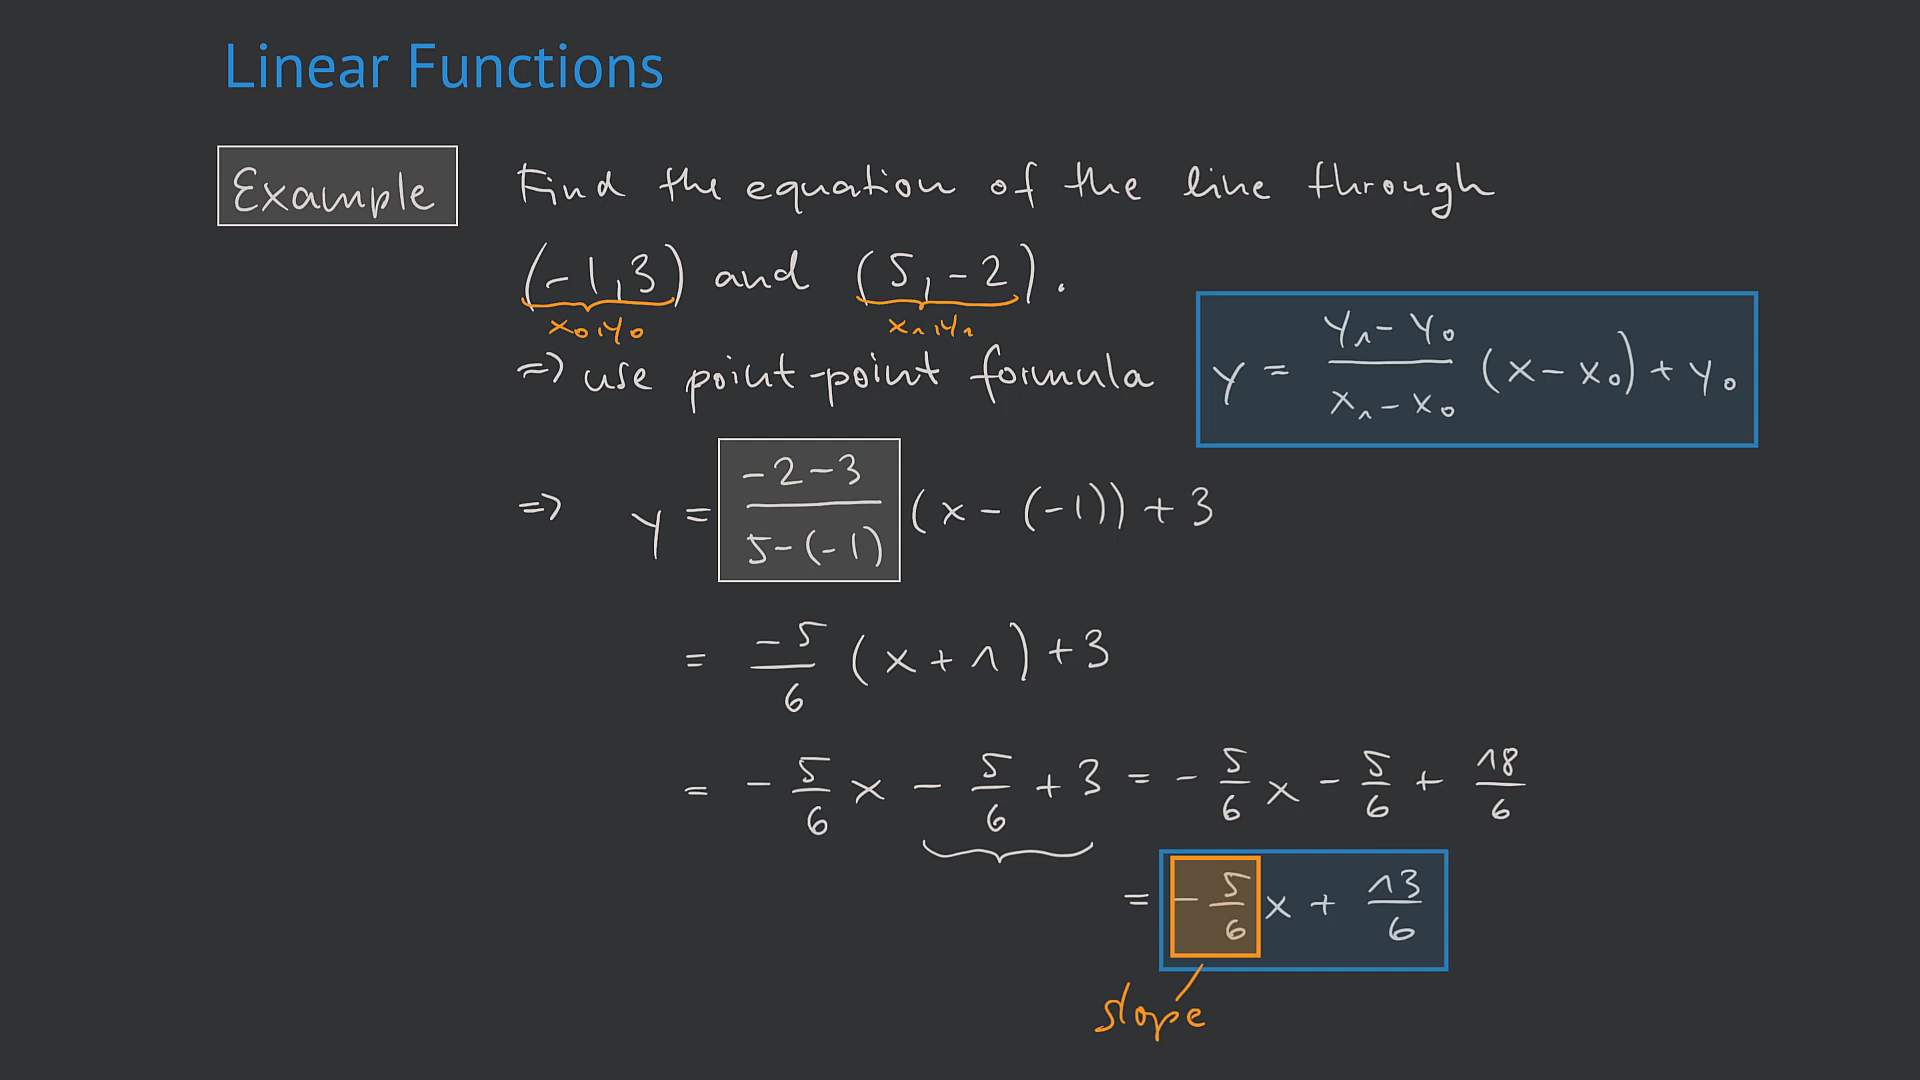 Linear Functions
Example Find the equation of the line through
(-1,3) and (5,-2).
x₀,y₀ x₁,y₁
=> use point-point formula y = (y₁-y₀)/(x₁-x₀) (x-x₀)+y₀
=> y = (-2-3)/(5-(-1)) (x-(-1))+3
= -5/6 (x+1)+3
= -5/6 x - 5/6 + 3 = -5/6 x - 5/6 + 18/6
= -5/6 x + 13/6
slope